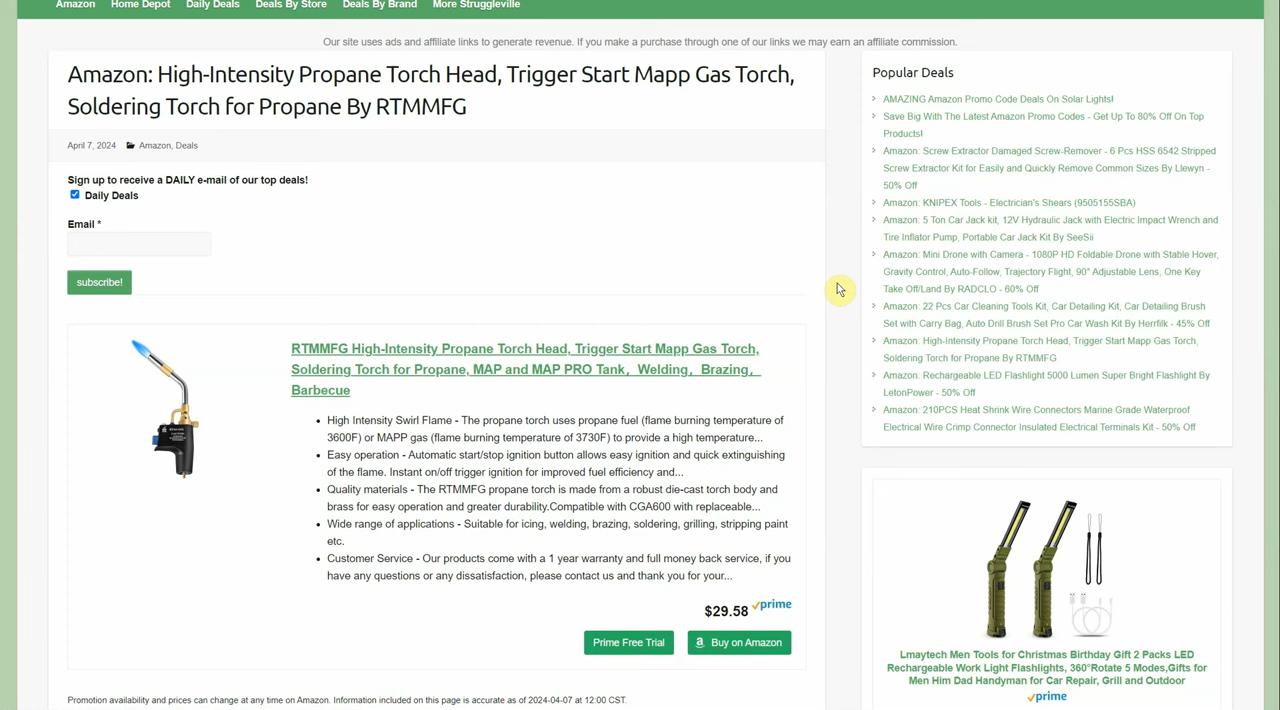 Amazon Home Depot Daily Deals Deals By Store Deals By Brand More Struggleville
Our site uses ads and affiliate links to generate revenue. If you make a purchase through one of our links we may earn an affiliate commission.
Amazon: High-Intensity Propane Torch Head, Trigger Start Mapp Gas Torch,
Soldering Torch for Propane By RTMMFG
April 7, 2024 Amazon, Deals
Sign up to receive a DAILY e-mail of our top deals!
Daily Deals
Email *
subscribe!
RTMMFG High-Intensity Propane Torch Head, Trigger Start Mapp Gas Torch,
Soldering Torch for Propane, MAP and MAP PRO Tank，Welding，Brazing，
Barbecue
High Intensity Swirl Flame - The propane torch uses propane fuel (flame burning temperature of
3600F) or MAPP gas (flame burning temperature of 3730F) to provide a high temperature...
Easy operation - Automatic start/stop ignition button allows easy ignition and quick extinguishing
of the flame. Instant on/off trigger ignition for improved fuel efficiency and...
Quality materials - The RTMMFG propane torch is made from a robust die-cast torch body and
brass for easy operation and greater durability.Compatible with CGA600 with replaceable...
Wide range of applications - Suitable for icing, welding, brazing, soldering, grilling, stripping paint
etc.
Customer Service - Our products come with a 1 year warranty and full money back service, if you
have any questions or any dissatisfaction, please contact us and thank you for your...
$29.58 prime
Prime Free Trial Buy on Amazon
Promotion availability and prices can change at any time on Amazon. Information included on this page is accurate as of 2024-04-07 at 12:00 CST.
Popular Deals
AMAZING Amazon Promo Code Deals On Solar Lights!
Save Big With The Latest Amazon Promo Codes - Get Up To 80% Off On Top
Products!
Amazon: Screw Extractor Damaged Screw-Remover - 6 Pcs HSS 6542 Stripped
Screw Extractor Kit for Easily and Quickly Remove Common Sizes By Llewyn -
50% Off
Amazon: KNIPEX Tools - Electrician's Shears (9505155SBA)
Amazon: 5 Ton Car Jack kit, 12V Hydraulic Jack with Electric Impact Wrench and
Tire Inflator Pump, Portable Car Jack Kit By SeeSii
Amazon: Mini Drone with Camera - 1080P HD Foldable Drone with Stable Hover,
Gravity Control, Auto-Follow, Trajectory Flight, 90° Adjustable Lens, One Key
Take Off/Land By RADCLO - 60% Off
Amazon: 22 Pcs Car Cleaning Tools Kit, Car Detailing Kit, Car Detailing Brush
Set with Carry Bag, Auto Drill Brush Set Pro Car Wash Kit By Herrfilk - 45% Off
Amazon: High-Intensity Propane Torch Head, Trigger Start Mapp Gas Torch,
Soldering Torch for Propane By RTMMFG
Amazon: Rechargeable LED Flashlight 5000 Lumen Super Bright Flashlight By
LetonPower - 50% Off
Amazon: 210PCS Heat Shrink Wire Connectors Marine Grade Waterproof
Electrical Wire Crimp Connector Insulated Electrical Terminals Kit - 50% Off
Lmaytech Men Tools for Christmas Birthday Gift 2 Packs LED
Rechargeable Work Light Flashlights, 360°Rotate 5 Modes,Gifts for
Men Him Dad Handyman for Car Repair, Grill and Outdoor
prime